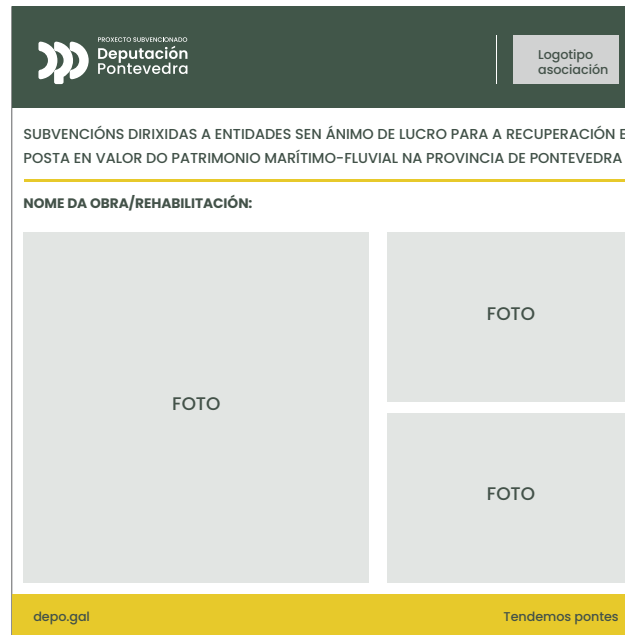 PROXECTO SUBVENCIONADO
Deputación
Pontevedra
Logotipo
asociación
SUBVENCIÓNS DIRIXIDAS A ENTIDADES SEN ÁNIMO DE LUCRO PARA A RECUPERACIÓN E
POSTA EN VALOR DO PATRIMONIO MARÍTIMO-FLUVIAL NA PROVINCIA DE PONTEVEDRA
NOME DA OBRA/REHABILITACIÓN:
FOTO
FOTO
FOTO
depo.gal
Tendemos pontes